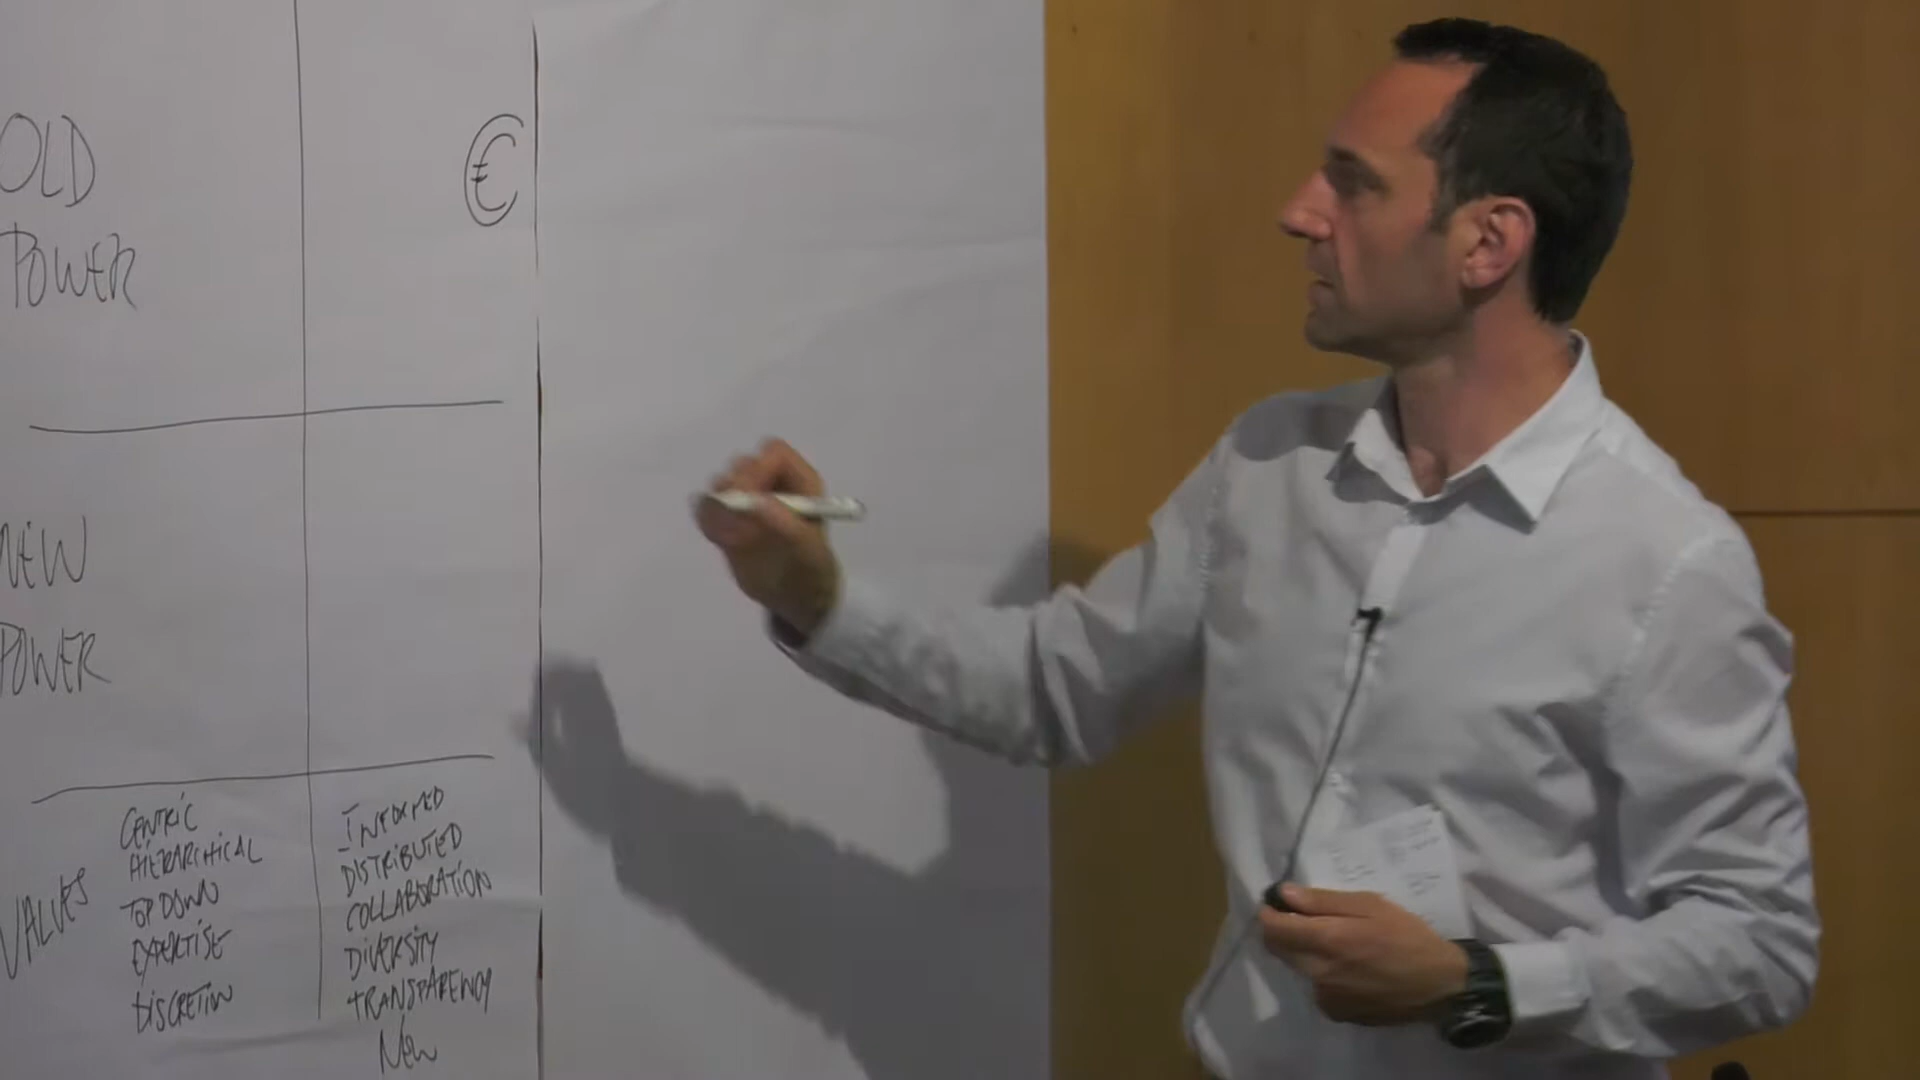 OLD
POWER
€
NEW
POWER
VALUES
CENTRIC
HIERARCHICAL
TOP DOWN
EXPERTISE
DISCRETION
INFORMED
DISTRIBUTED
COLLABORATION
DIVERSITY
TRANSPARENCY
NEW